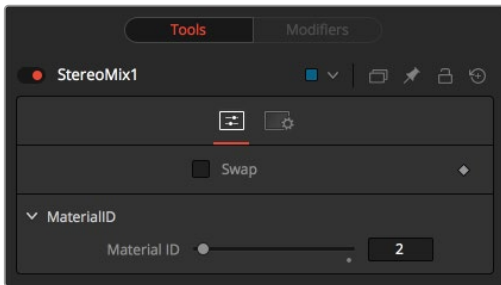 Tools
Modifiers
StereoMix1
Swap
MaterialID
Material ID
2